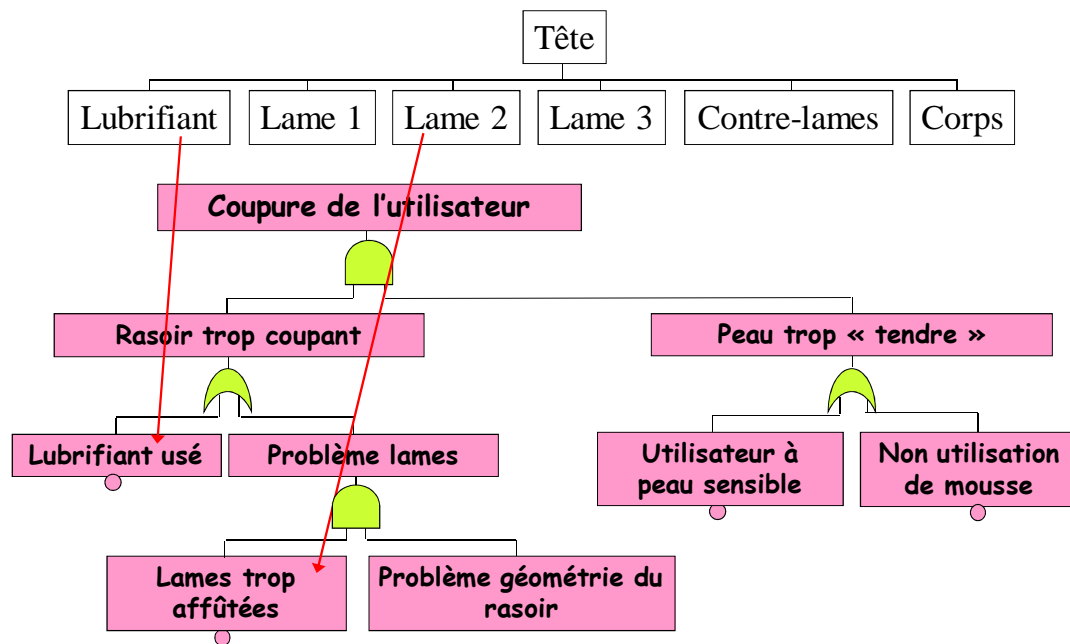 Tête
Lubrifiant
Lame 1
Lame 2
Lame 3
Contre-lames
Corps
Coupure de l'utilisateur
Rasoir trop coupant
Peau trop « tendre »
Lubrifiant usé
Problème lames
Utilisateur à
peau sensible
Non utilisation
de mousse
Lames trop
affûtées
Problème géométrie du
rasoir